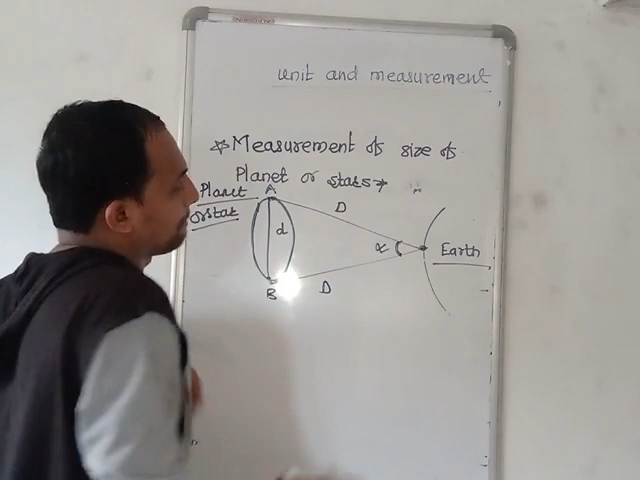 unit and measurement
* Measurement of size of
Planet or stars →
Planet
or star
A
D
d
α
Earth
B
D